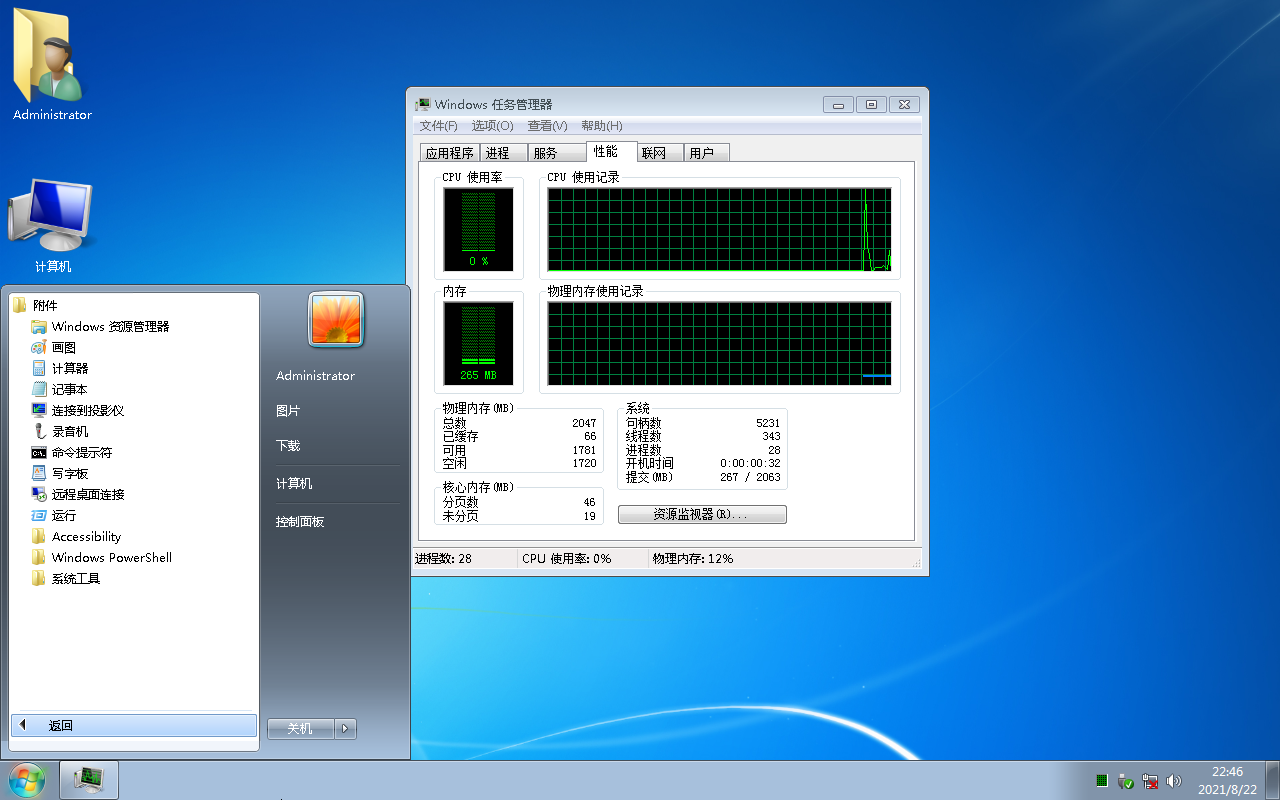 Administrator
计算机
附件
Windows 资源管理器
画图
计算器
记事本
连接到投影仪
录音机
命令提示符
写字板
远程桌面连接
运行
Accessibility
Windows PowerShell
系统工具
返回
Administrator
图片
下载
计算机
控制面板
关机
Windows 任务管理器
文件(F) 选项(O) 查看(V) 帮助(H)
应用程序 进程 服务 性能 联网 用户
CPU 使用率 CPU 使用记录
0 %
内存 物理内存使用记录
265 MB
物理内存(MB)
总数 2047
已缓存 66
可用 1781
空闲 1720
核心内存(MB)
分页数 46
未分页 19
系统
句柄数 5231
线程数 343
进程数 28
开机时间 0:00:00:32
提交(MB) 267 / 2063
资源监视器(R)...
进程数: 28 CPU 使用率: 0% 物理内存: 12%
22:46
2021/8/22